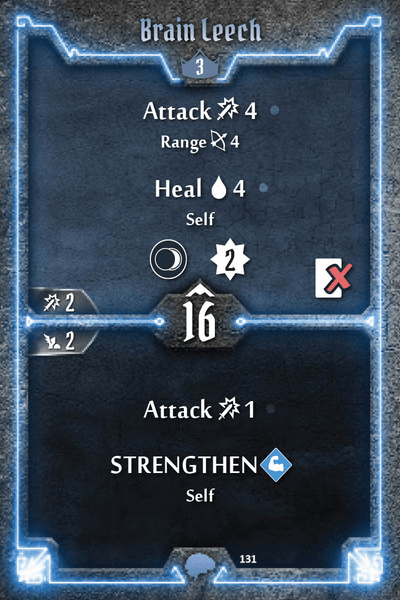 Brain Leech
3
Attack 4
Range 4
Heal 4
Self
2
2
16
2
Attack 1
STRENGTHEN
Self
131